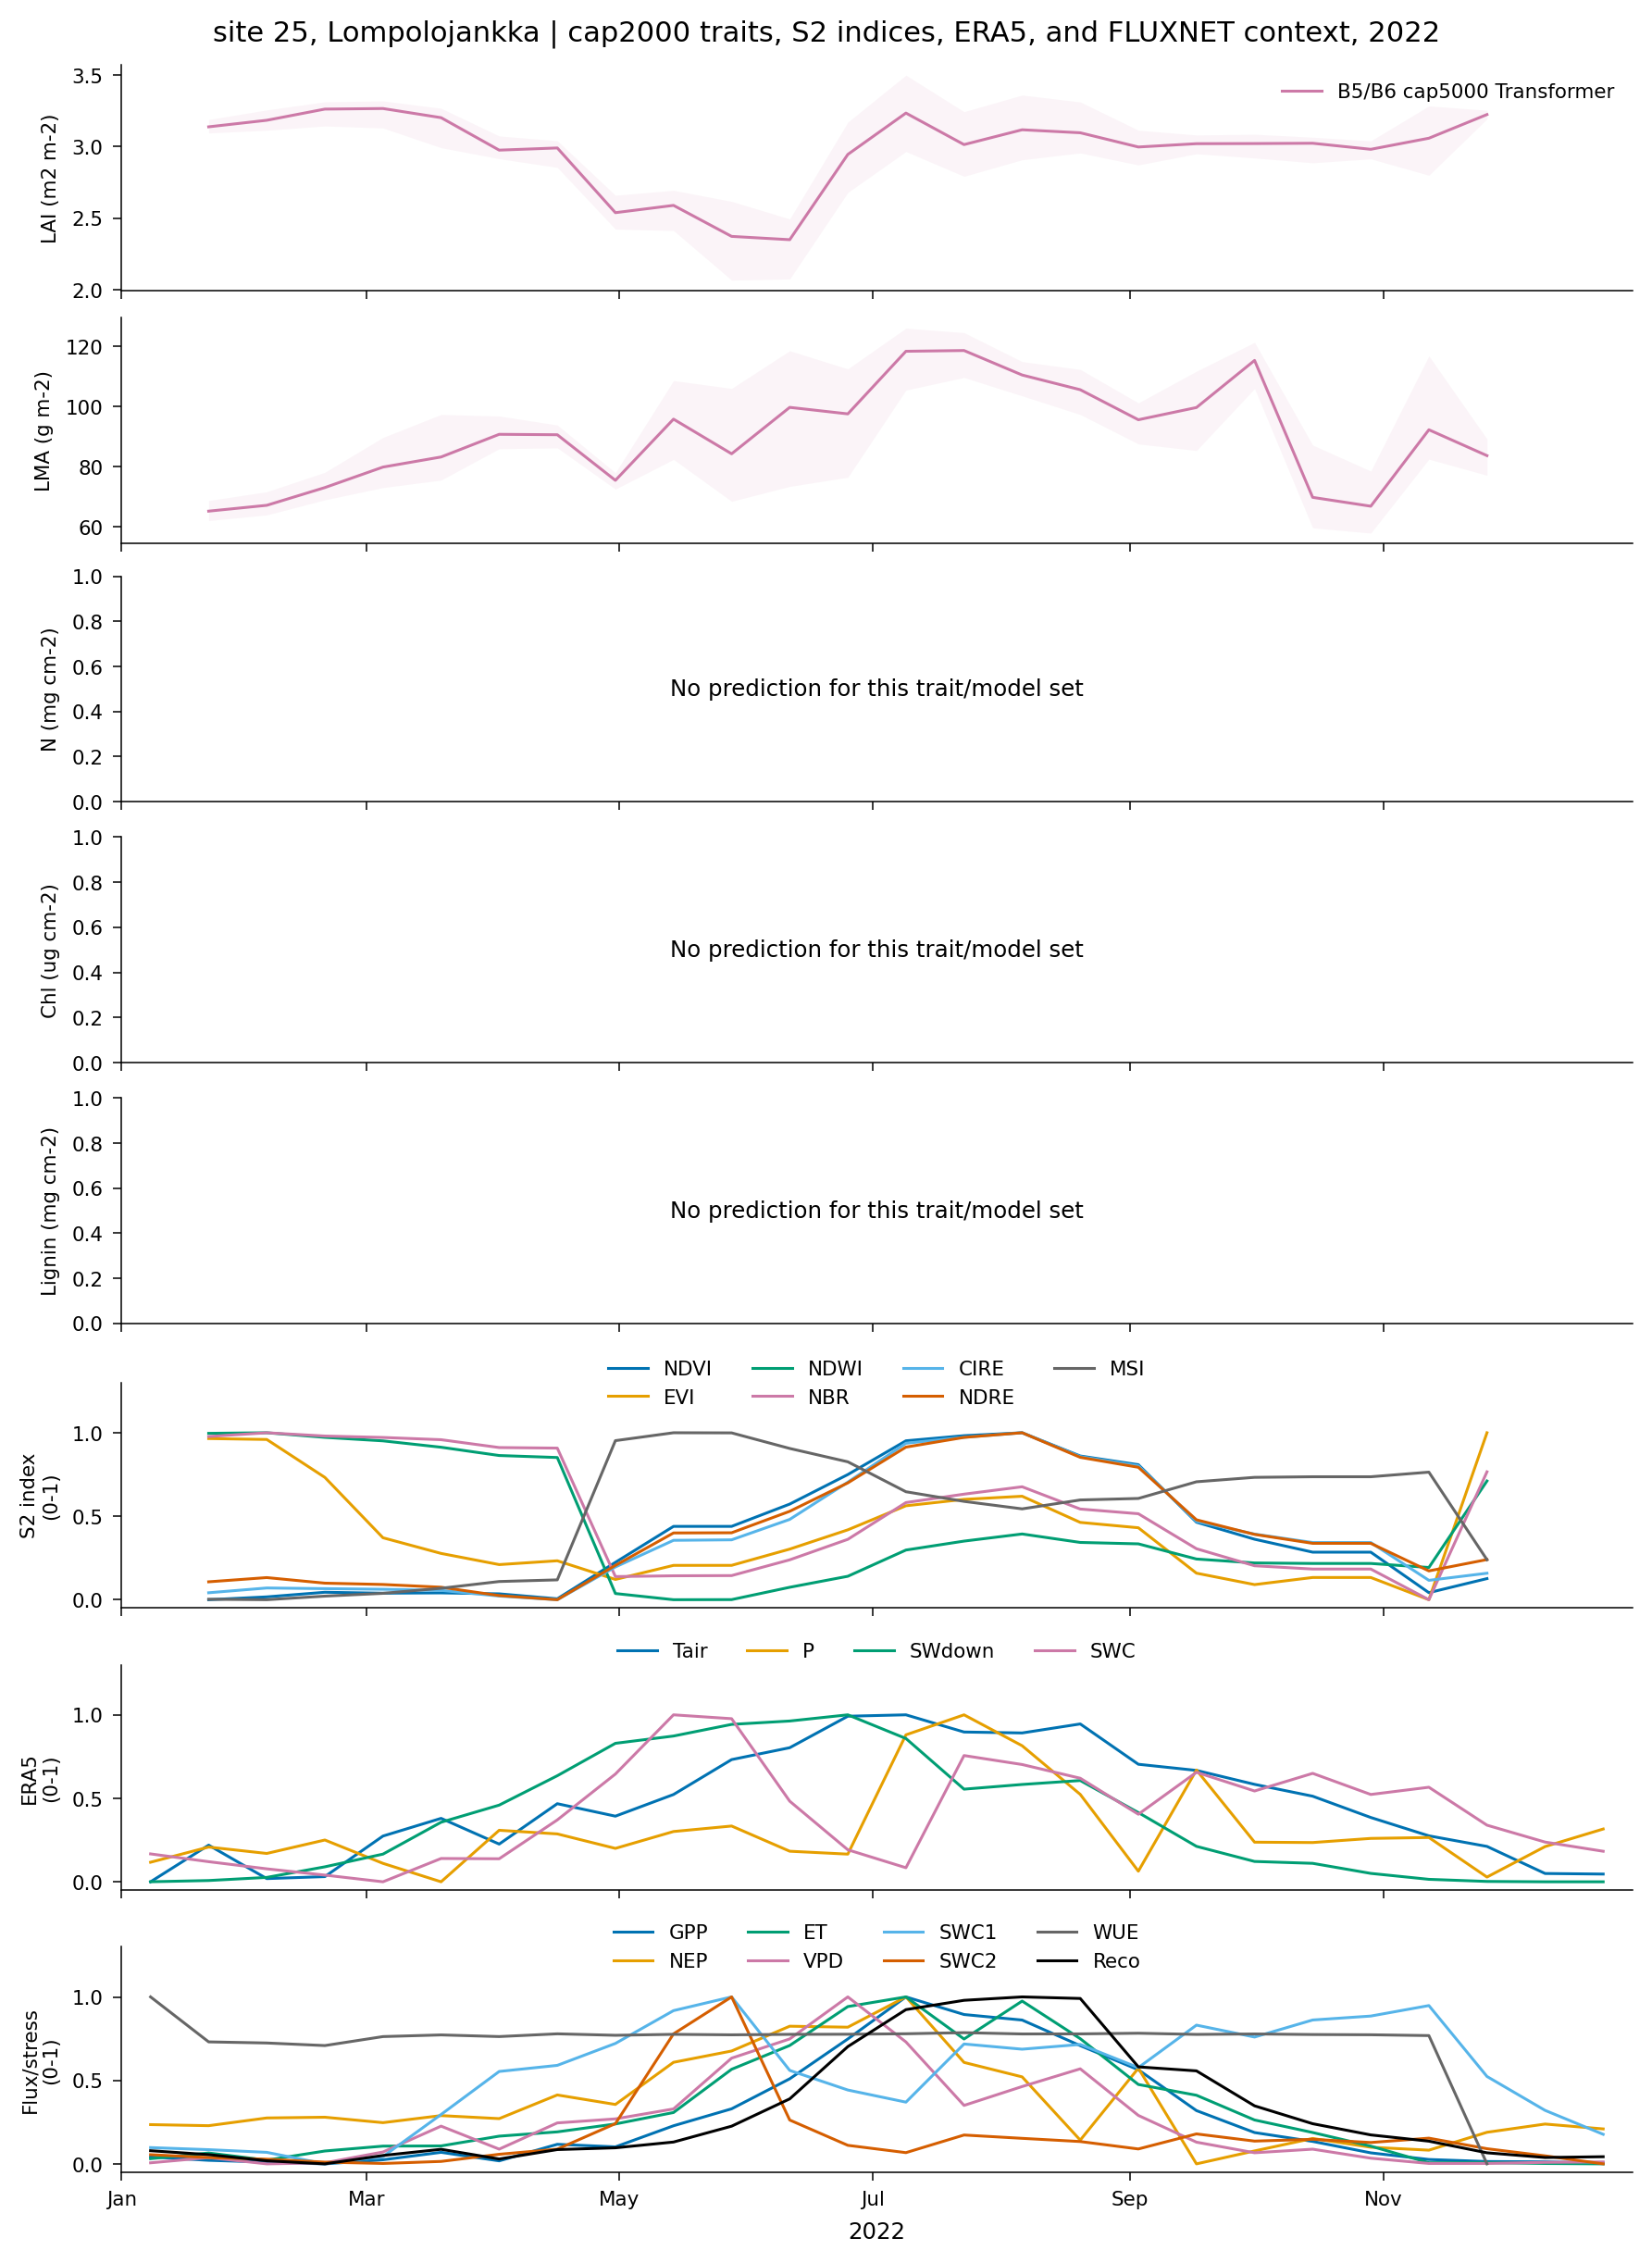 site 25, Lompolojankka | cap2000 traits, S2 indices, ERA5, and FLUXNET context, 2022
B5/B6 cap5000 Transformer
LAI (m2 m-2)
3.5
3.0
2.5
2.0
LMA (g m-2)
120
100
80
60
N (mg cm-2)
1.0
0.8
0.6
0.4
0.2
0.0
No prediction for this trait/model set
Chl (ug cm-2)
1.0
0.8
0.6
0.4
0.2
0.0
No prediction for this trait/model set
Lignin (mg cm-2)
1.0
0.8
0.6
0.4
0.2
0.0
No prediction for this trait/model set
NDVI NDWI CIRE MSI
EVI NBR NDRE
S2 index
(0-1)
1.0
0.5
0.0
Tair P SWdown SWC
ERA5
(0-1)
1.0
0.5
0.0
GPP ET SWC1 WUE
NEP VPD SWC2 Reco
Flux/stress
(0-1)
1.0
0.5
0.0
Jan Mar May Jul Sep Nov
2022